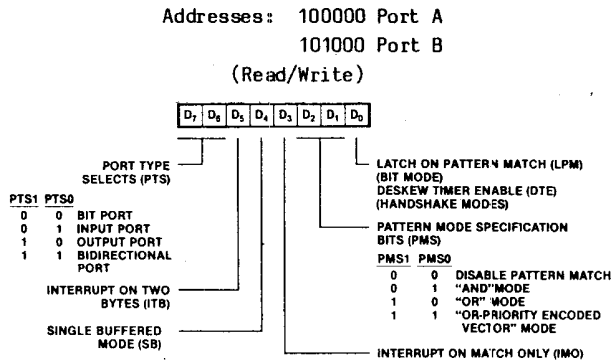 Addresses: 100000 Port A
101000 Port B
(Read/Write)
D7 D6 D5 D4 D3 D2 D1 D0
PORT TYPE
SELECTS (PTS)
PTS1 PTS0
0 0 BIT PORT
0 1 INPUT PORT
1 0 OUTPUT PORT
1 1 BIDIRECTIONAL
PORT
INTERRUPT ON TWO
BYTES (ITB)
SINGLE BUFFERED
MODE (SB)
LATCH ON PATTERN MATCH (LPM)
(BIT MODE)
DESKEW TIMER ENABLE (DTE)
(HANDSHAKE MODES)
PATTERN MODE SPECIFICATION
BITS (PMS)
PMS1 PMS0
0 0 DISABLE PATTERN MATCH
0 1 "AND" MODE
1 0 "OR" MODE
1 1 "OR-PRIORITY ENCODED
VECTOR" MODE
INTERRUPT ON MATCH ONLY (IMO)